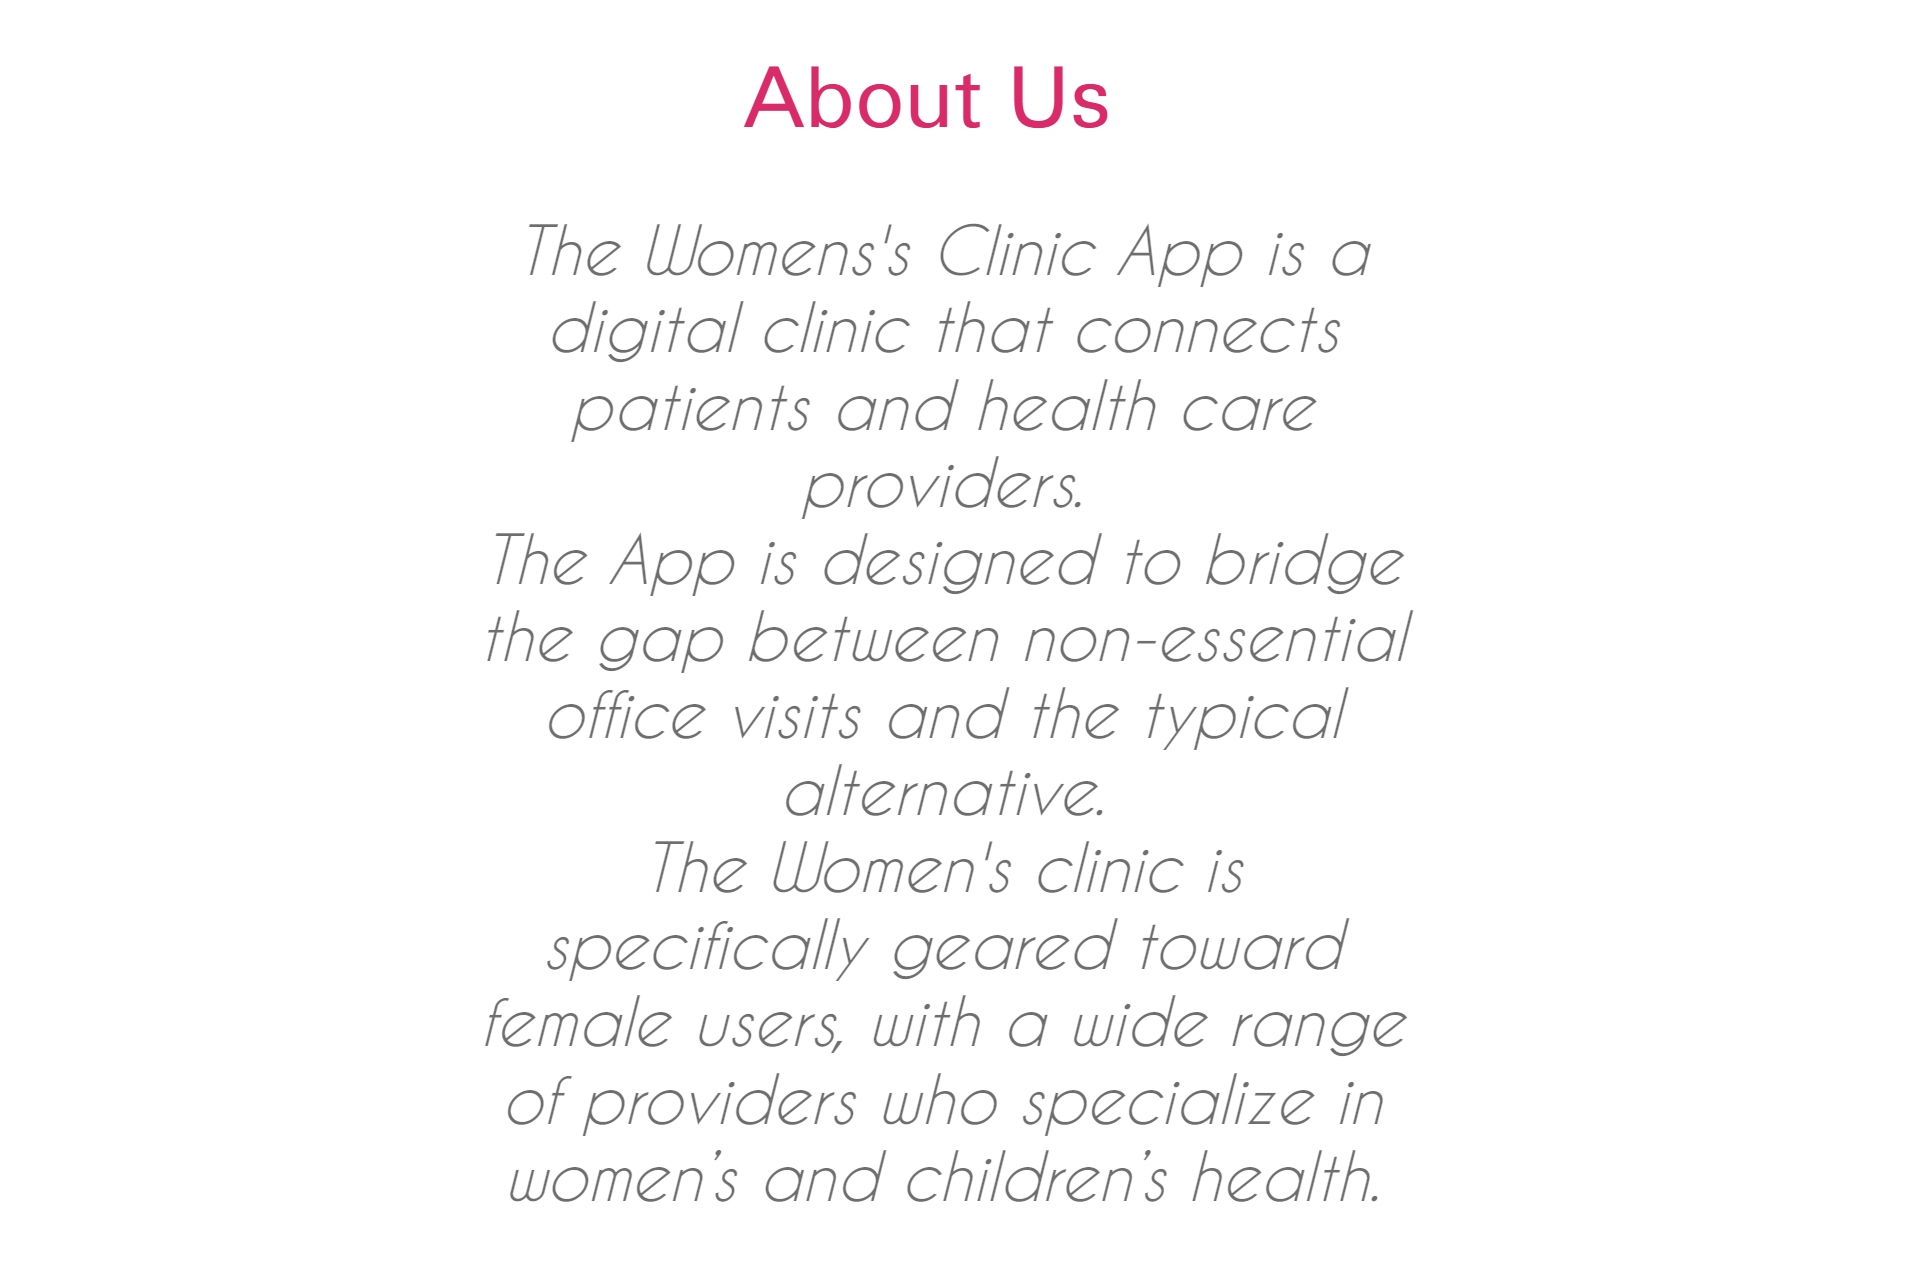 About Us
The Womens's Clinic App is a
digital clinic that connects
patients and health care
providers.
The App is designed to bridge
the gap between non-essential
office visits and the typical
alternative.
The Women's clinic is
specifically geared toward
female users, with a wide range
of providers who specialize in
women’s and children’s health.